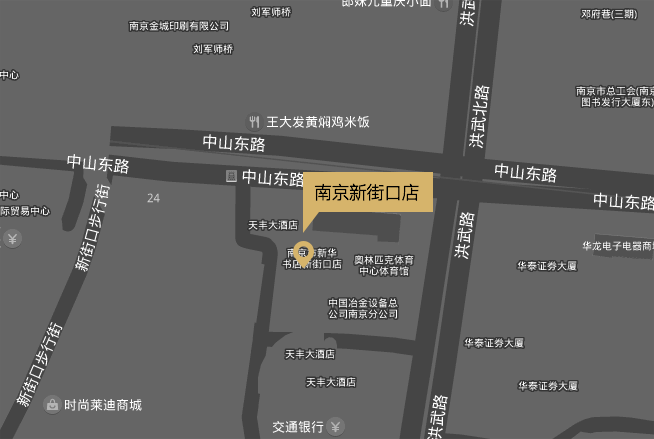 郎妹儿重庆小面
洪武
刘军师桥
邓府巷(三期)
南京金城印刷有限公司
刘军师桥
中心
南京市总工会(南京
图书发行大厦东)
洪武北路
王大发黄焖鸡米饭
中山东路
中山东路
中山东路
中山东路
中山东路
南京新街口店
中心
际贸易中心
24
新街口步行街
天丰大酒店
洪武路
华龙电子电器商场
南京市新华
书店新街口店
奥林匹克体育
中心体育馆
华泰证券大厦
中国冶金设备总
公司南京分公司
新街口步行街
天丰大酒店
华泰证券大厦
天丰大酒店
华泰证券大厦
时尚莱迪商城
洪武路
交通银行